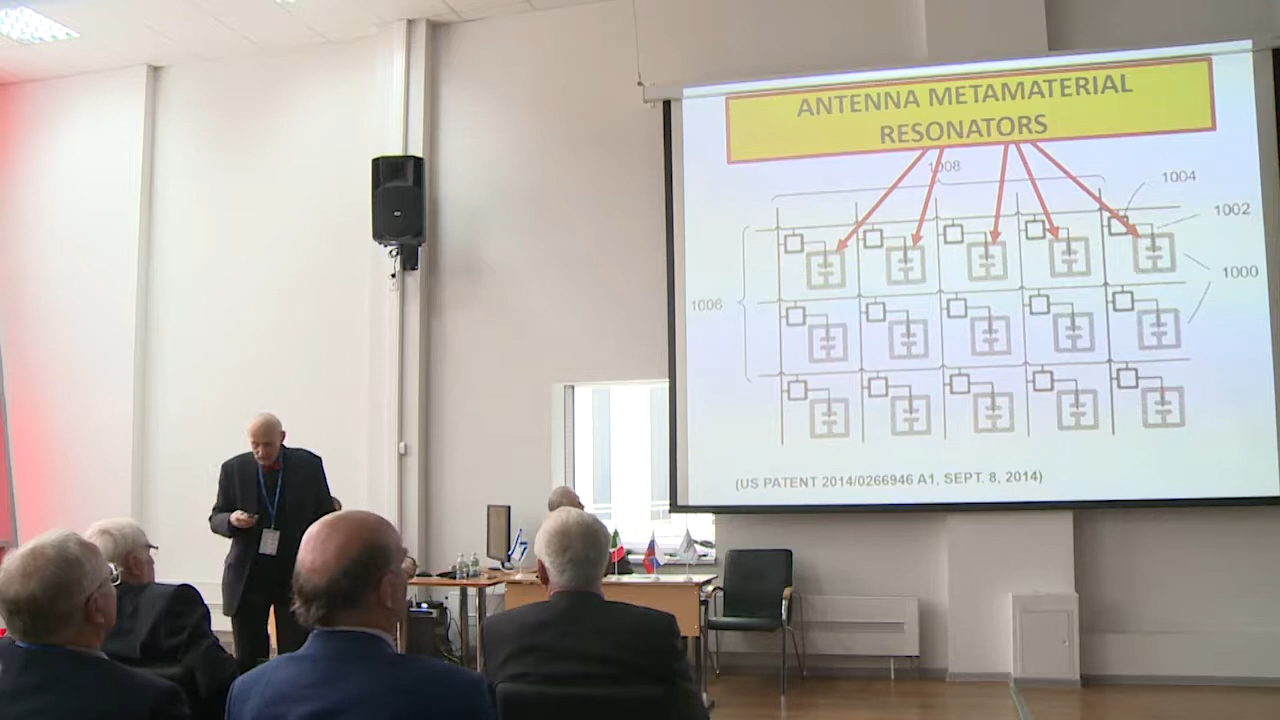 ANTENNA METAMATERIAL
RESONATORS
1008
1004
1002
1000
1006
(US PATENT 2014/0266946 A1, SEPT. 8, 2014)